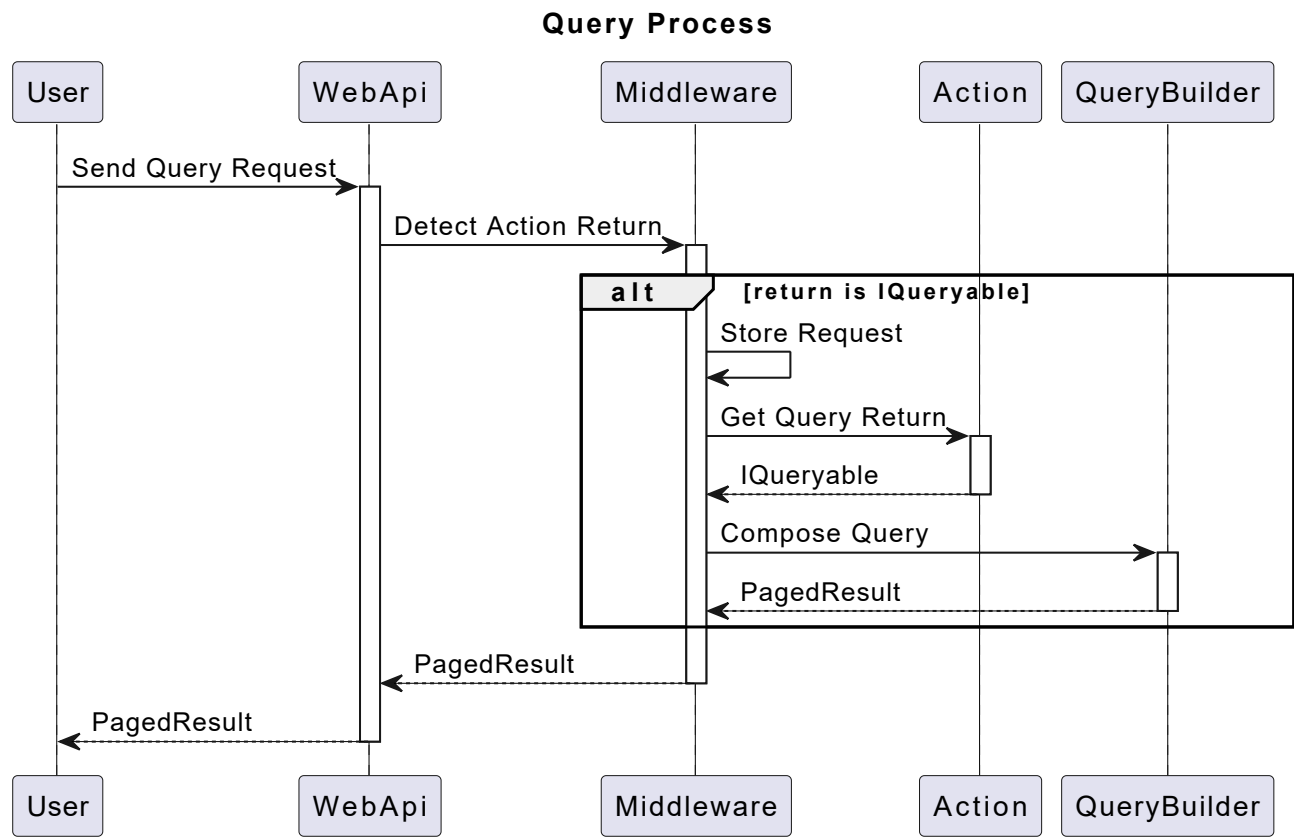 Query Process
User WebApi Middleware Action QueryBuilder
Send Query Request
Detect Action Return
alt [return is IQueryable]
Store Request
Get Query Return
IQueryable
Compose Query
PagedResult
PagedResult
PagedResult
User WebApi Middleware Action QueryBuilder